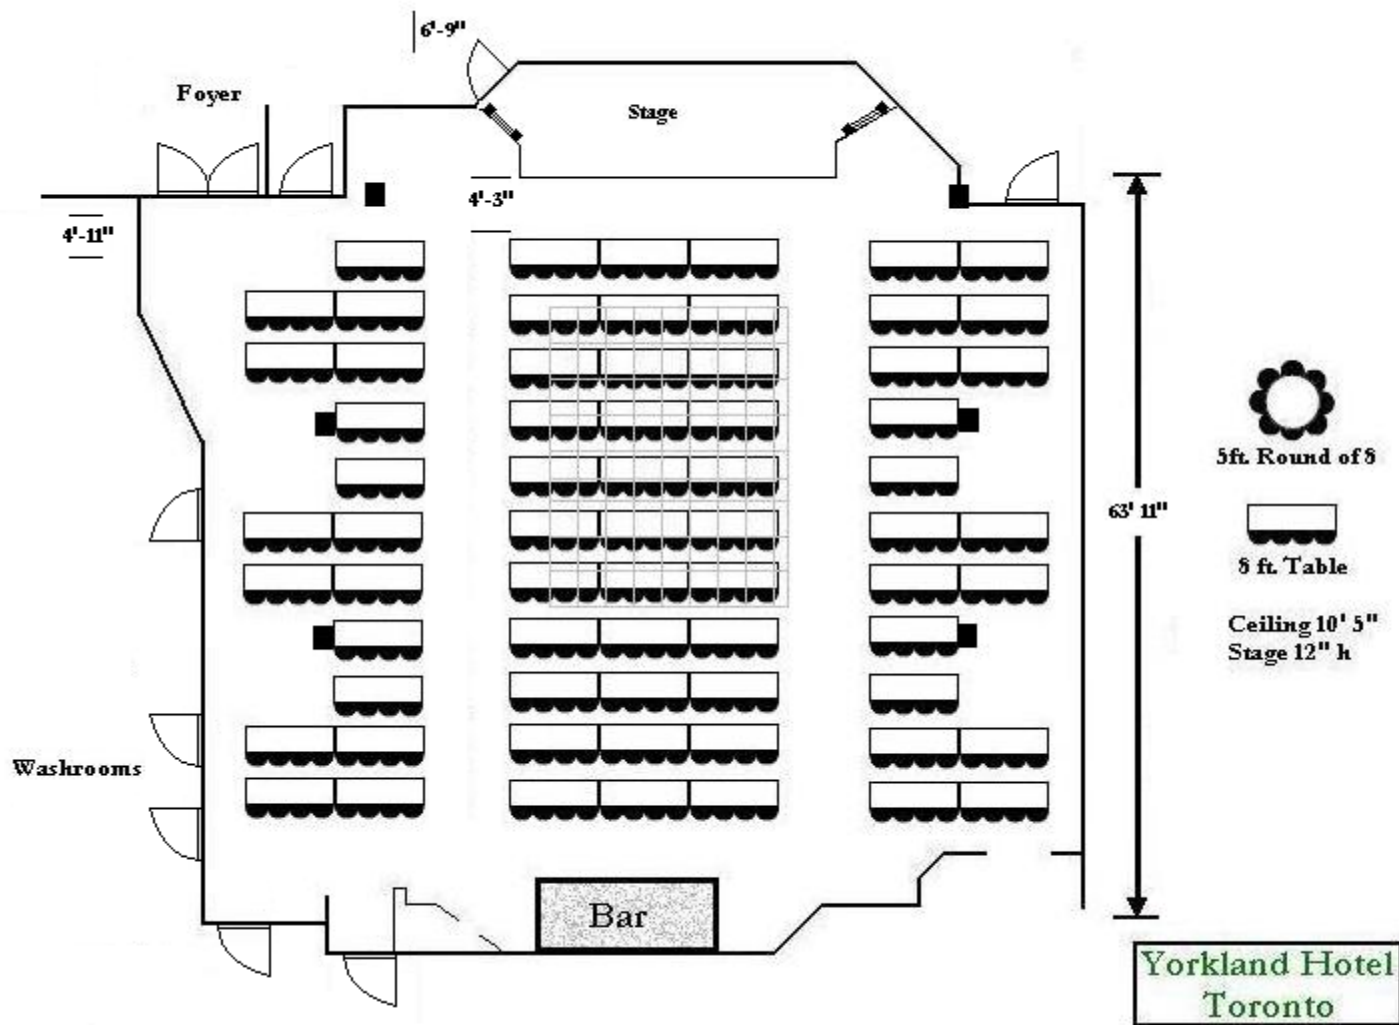 6'-9"
Foyer
Stage
4'-3"
4'-11"
63' 11"
5ft. Round of 8
8 ft. Table
Ceiling 10' 5"
Stage 12" h
Washrooms
Bar
Yorkland Hotel
Toronto